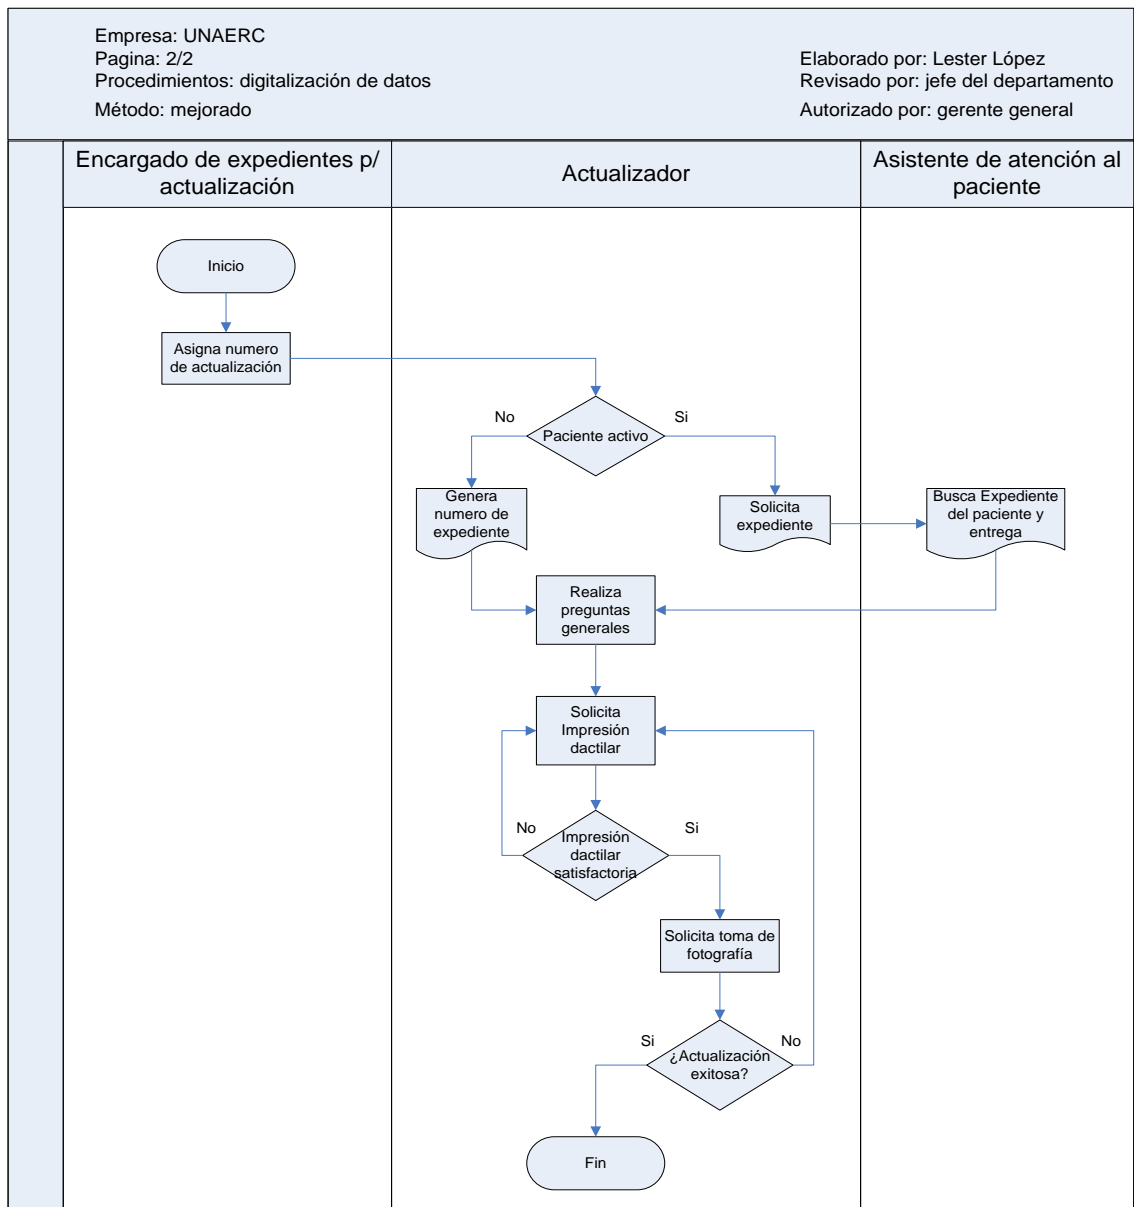 Empresa: UNAERC
Pagina: 2/2
Procedimientos: digitalización de datos
Método: mejorado
Elaborado por: Lester López
Revisado por: jefe del departamento
Autorizado por: gerente general
Encargado de expedientes p/
actualización
Actualizador
Asistente de atención al
paciente
Inicio
Asigna numero
de actualización
No
Si
Paciente activo
Genera
numero de
expediente
Solicita
expediente
Busca Expediente
del paciente y
entrega
Realiza
preguntas
generales
Solicita
Impresión
dactilar
No
Si
Impresión
dactilar
satisfactoria
Solicita toma de
fotografía
Si
No
¿Actualización
exitosa?
Fin